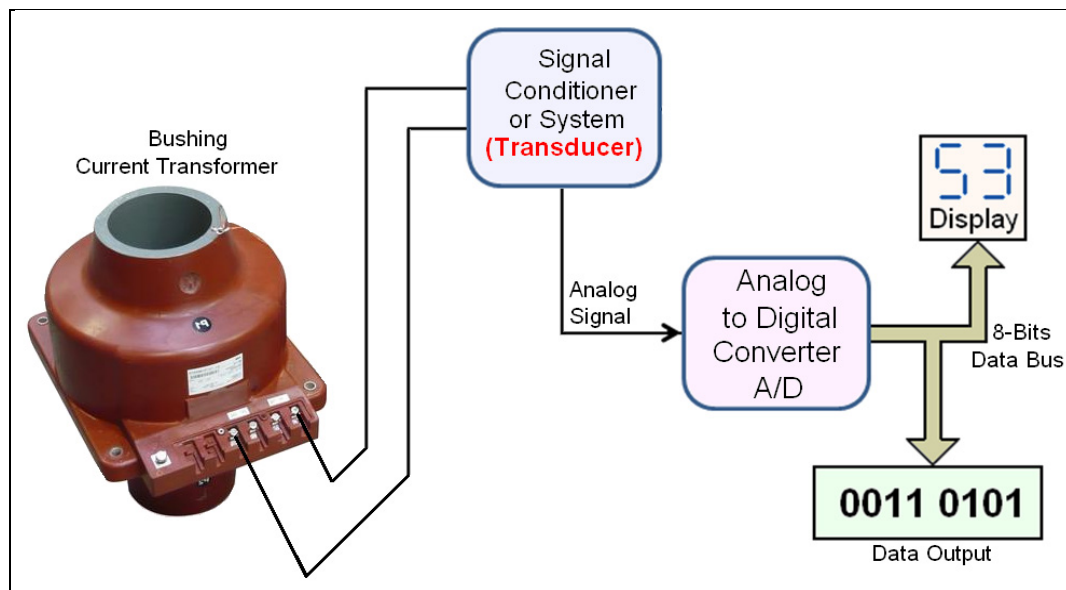 Bushing
Current Transformer
Signal
Conditioner
or System
(Transducer)
Analog
Signal
Analog
to Digital
Converter
A/D
53
Display
8-Bits
Data Bus
0011 0101
Data Output